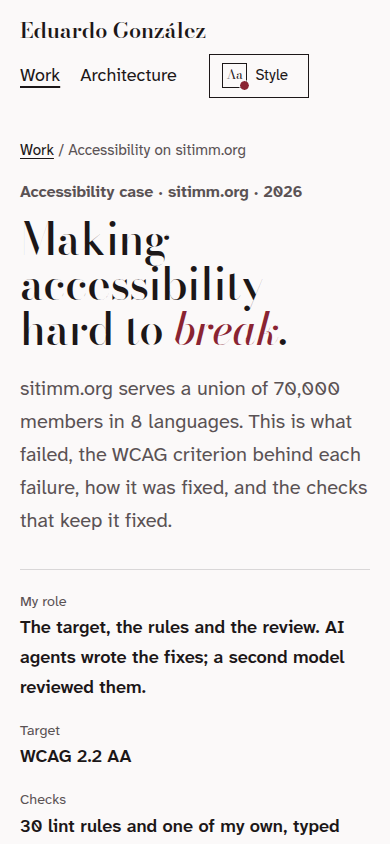 Eduardo González
Work Architecture Aa Style
Work / Accessibility on sitimm.org
Accessibility case · sitimm.org · 2026
Making
accessibility
hard to break.
sitimm.org serves a union of 70,000
members in 8 languages. This is what
failed, the WCAG criterion behind each
failure, how it was fixed, and the checks
that keep it fixed.
My role
The target, the rules and the review. AI
agents wrote the fixes; a second model
reviewed them.
Target
WCAG 2.2 AA
Checks
30 lint rules and one of my own, typed